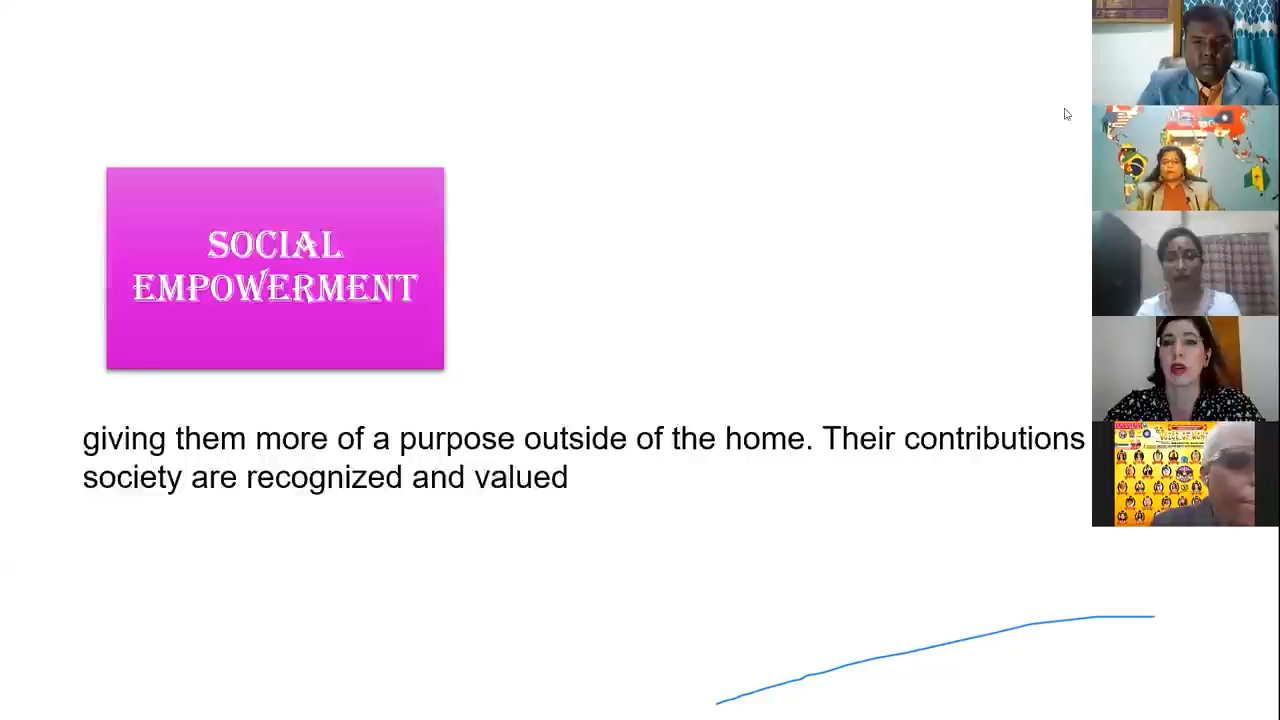 SOCIAL
EMPOWERMENT
giving them more of a purpose outside of the home. Their contributions
society are recognized and valued